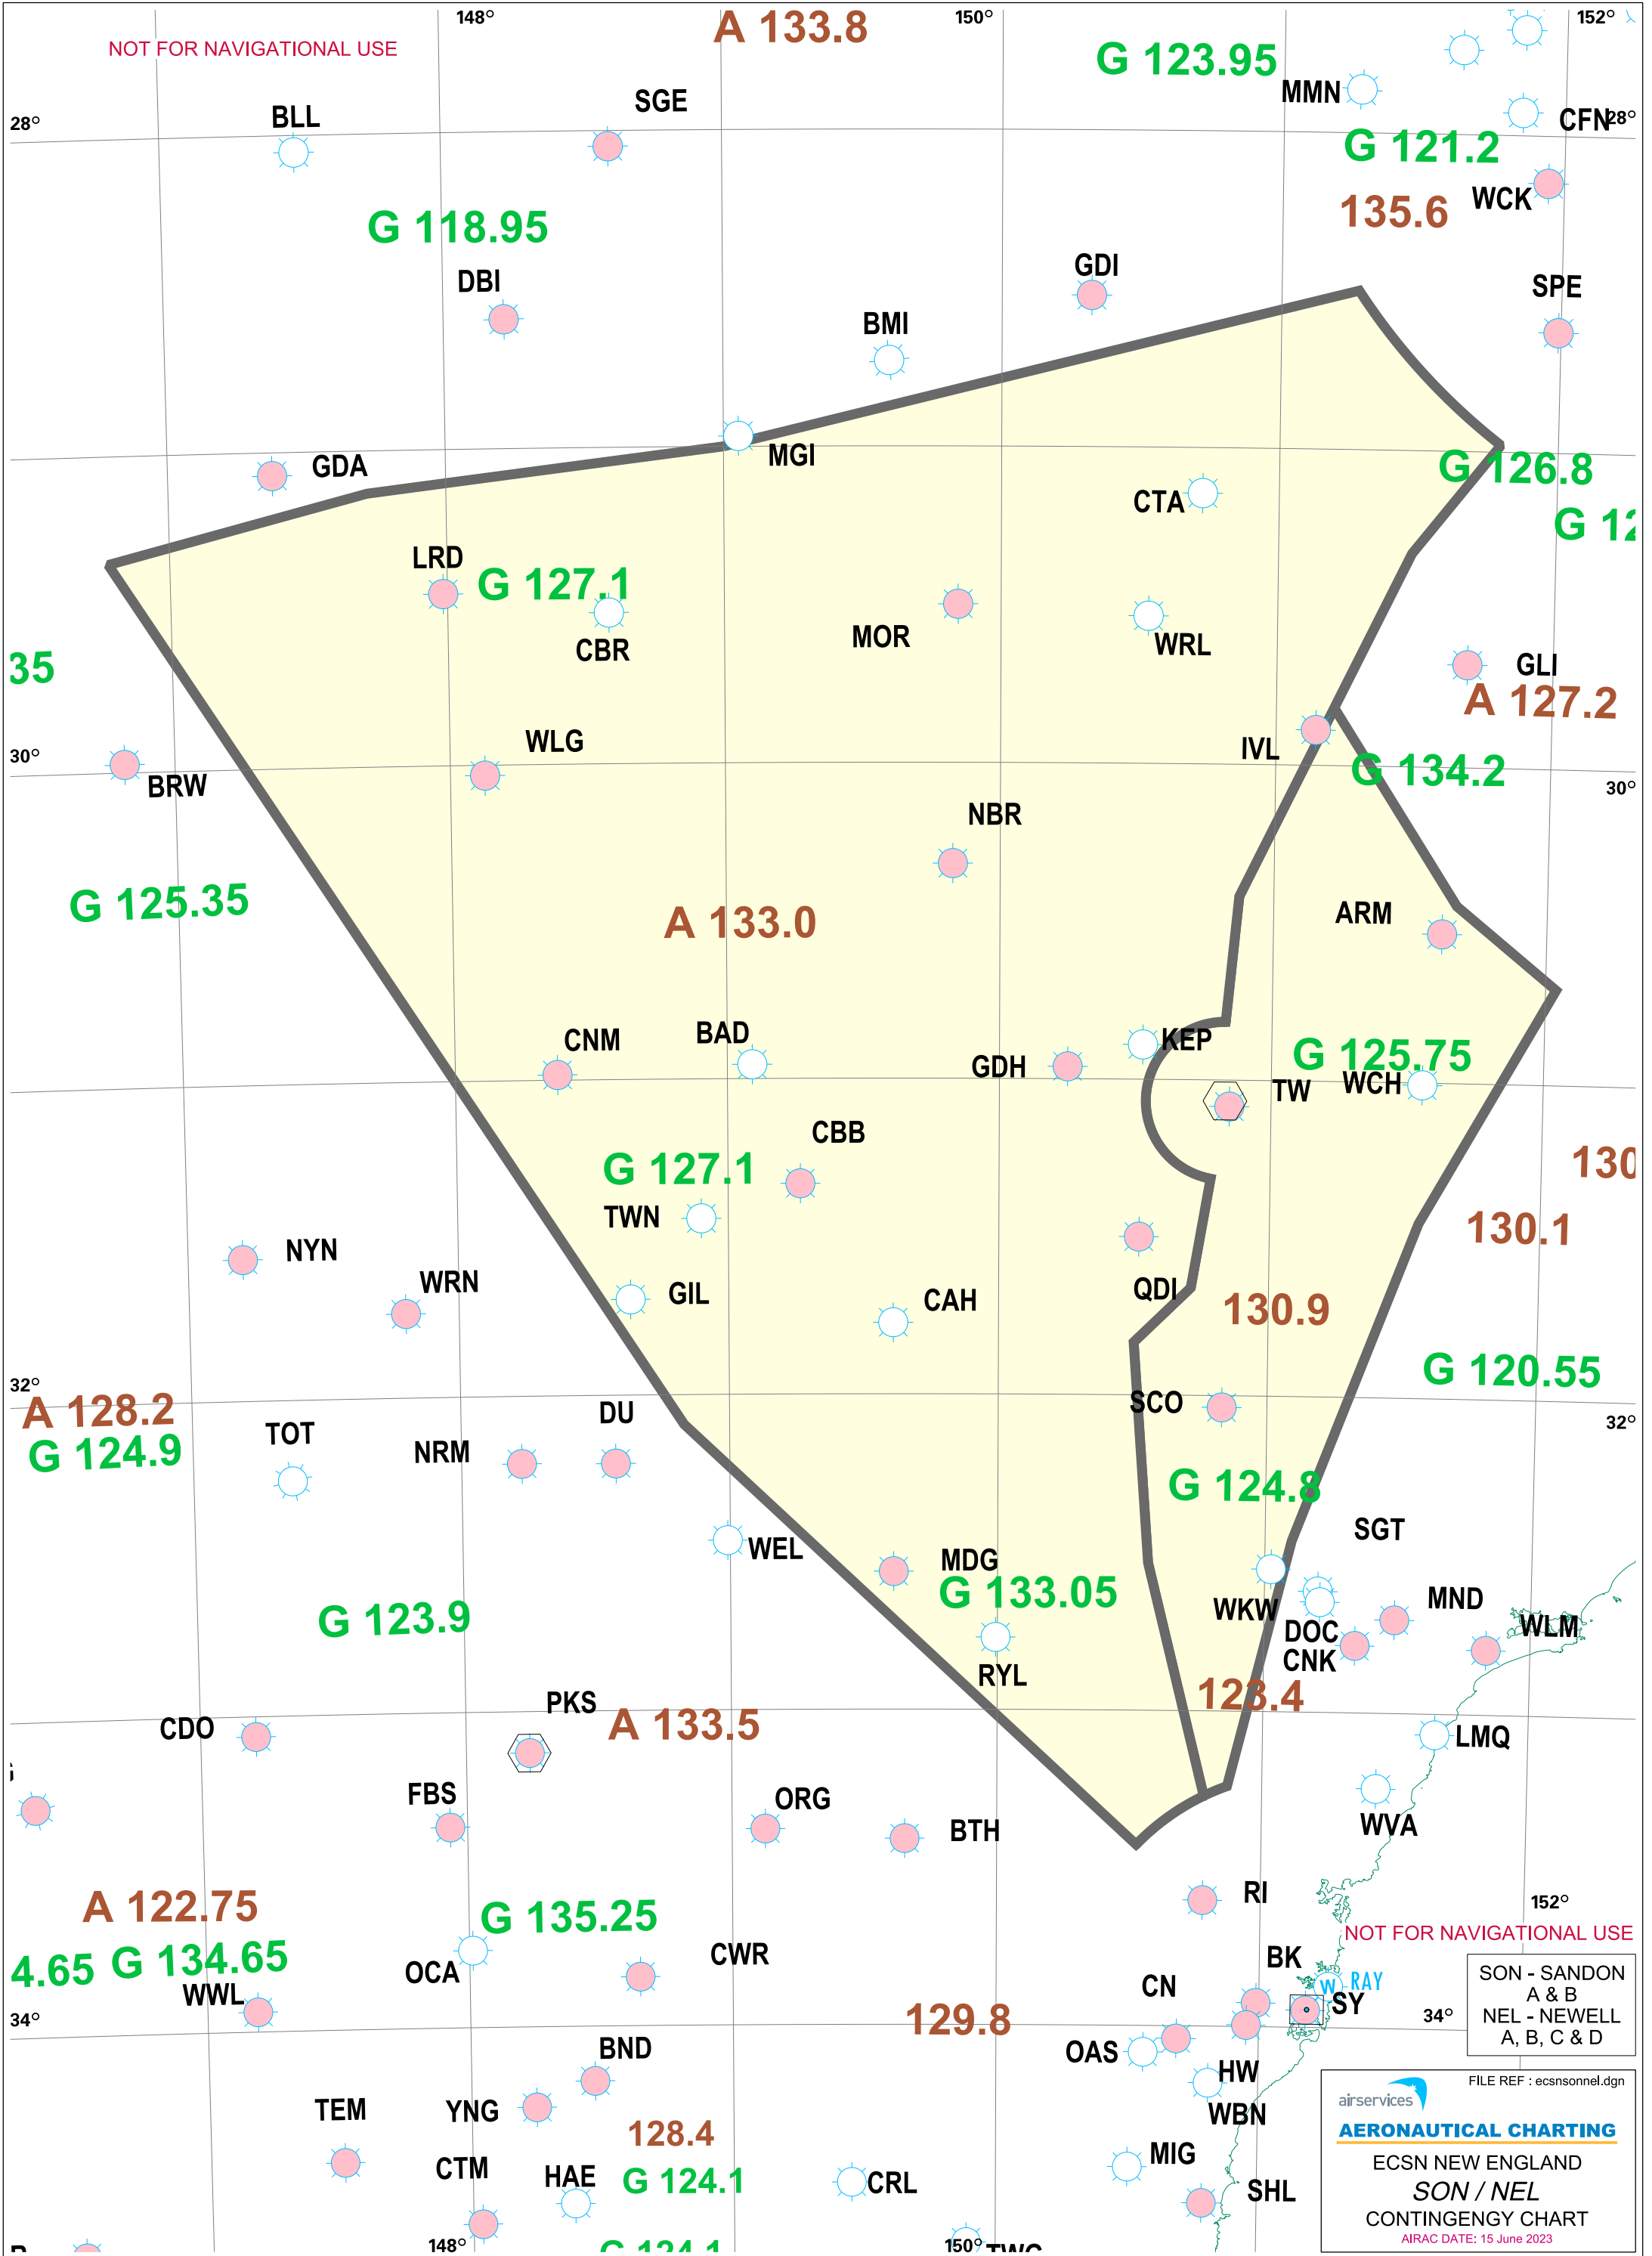 148°
150°
152°
A 133.8
NOT FOR NAVIGATIONAL USE
G 123.95
MMN
SGE
BLL
28°
CFN
28°
G 121.2
WCK
135.6
G 118.95
GDI
DBI
SPE
BMI
MGI
GDA
G 126.8
CTA
G 12
LRD
G 127.1
MOR
WRL
CBR
35
GLI
A 127.2
WLG
IVL
30°
G 134.2
BRW
30°
NBR
G 125.35
ARM
A 133.0
BAD
CNM
KEP
G 125.75
GDH
WCH
TW
CBB
G 127.1
130
TWN
130.1
NYN
WRN
QDI
GIL
CAH
130.9
G 120.55
32°
A 128.2
SCO
DU
32°
TOT
G 124.9
NRM
G 124.8
SGT
WEL
MDG
G 133.05
MND
WKW
G 123.9
WLM
DOC
CNK
RYL
123.4
PKS
A 133.5
CDO
LMQ
FBS
ORG
WVA
BTH
RI
152°
A 122.75
G 135.25
NOT FOR NAVIGATIONAL USE
CWR
BK
4.65 G 134.65
OCA
SON - SANDON
A & B
NEL - NEWELL
A, B, C & D
CN
W RAY
WWL
SY
34°
129.8
34°
BND
OAS
HW
FILE REF : ecsnsonnel.dgn
airservices
TEM
YNG
WBN
AERONAUTICAL CHARTING
128.4
MIG
ECSN NEW ENGLAND
CTM
HAE
G 124.1
CRL
SHL
SON / NEL
CONTINGENGY CHART
AIRAC DATE: 15 June 2023
148°
G 124.1
150°
TWC